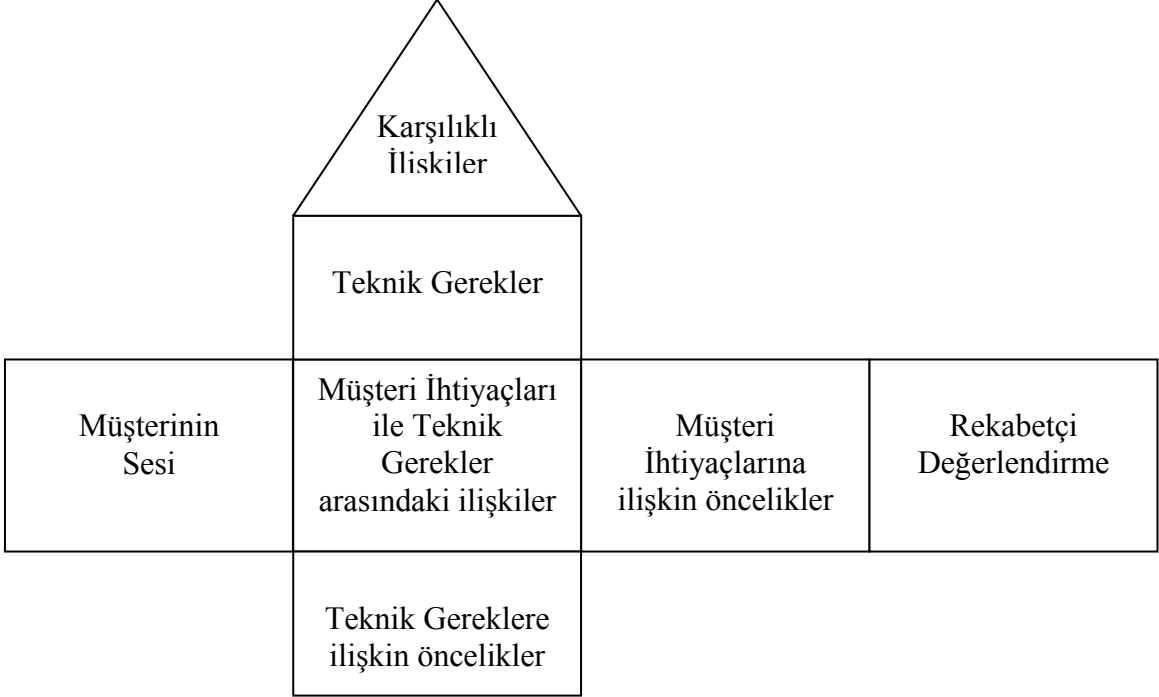 Karşılıklı
İlişkiler
Teknik Gerekler
Müşterinin
Sesi
Müşteri İhtiyaçları
ile Teknik
Gerekler
arasındaki ilişkiler
Müşteri
İhtiyaçlarına
ilişkin öncelikler
Rekabetçi
Değerlendirme
Teknik Gereklere
ilişkin öncelikler